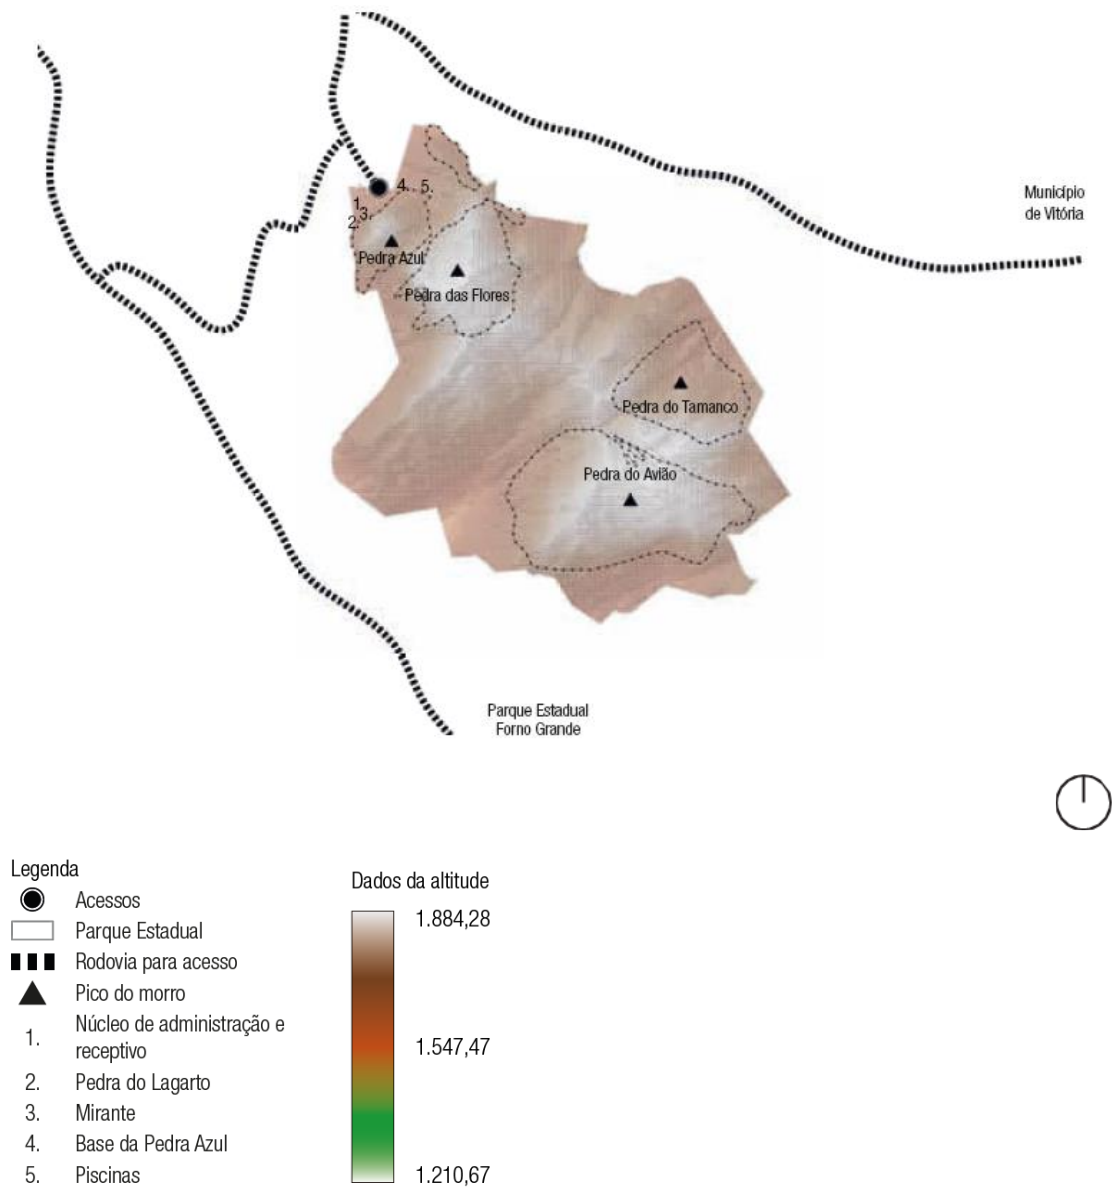 Município
de Vitória
4. 5.
1.
3.
2.
Pedra Azul
Pedra das Flores
Pedra do Tamanco
Pedra do Avião
Parque Estadual
Forno Grande
Legenda
Acessos
Parque Estadual
Rodovia para acesso
Pico do morro
1. Núcleo de administração e
receptivo
2. Pedra do Lagarto
3. Mirante
4. Base da Pedra Azul
5. Piscinas
Dados da altitude
1.884,28
1.547,47
1.210,67